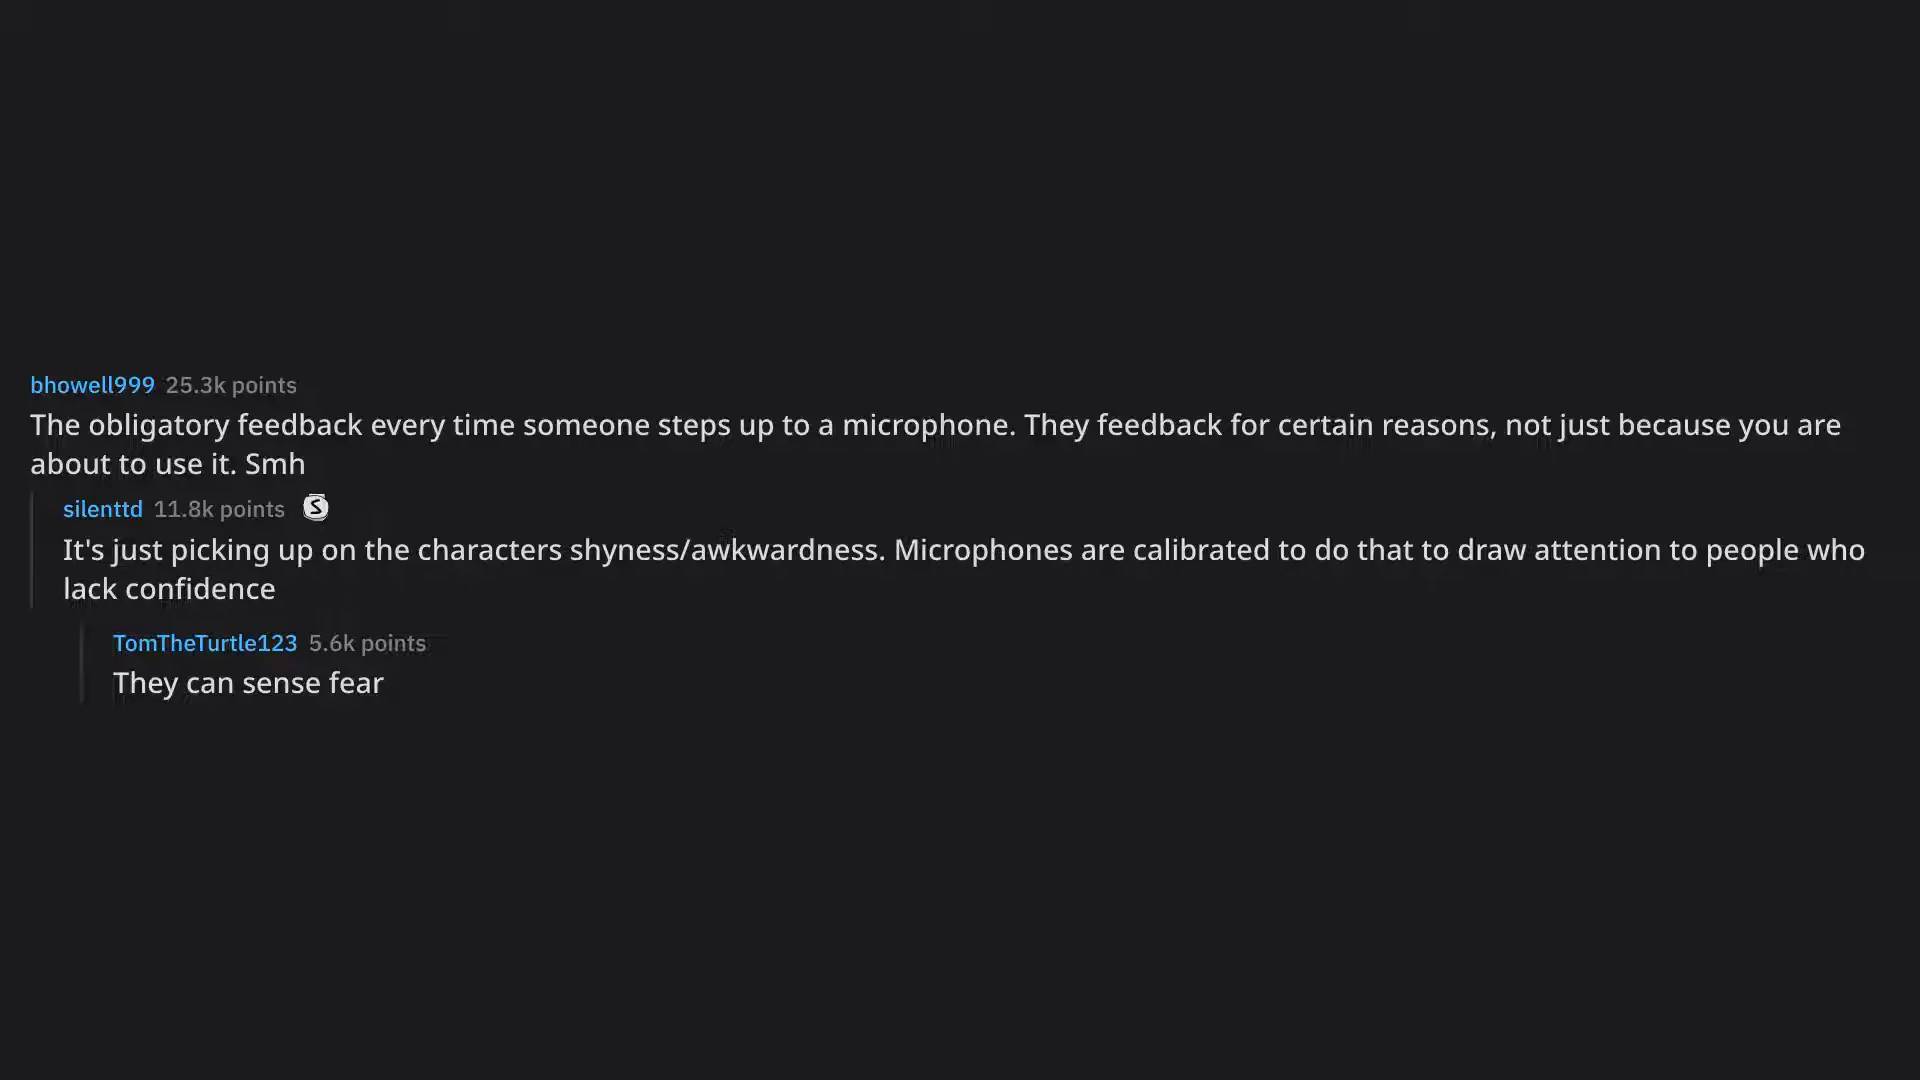 bhowell999 25.3k points
The obligatory feedback every time someone steps up to a microphone. They feedback for certain reasons, not just because you are
about to use it. Smh
silenttd 11.8k points S
It's just picking up on the characters shyness/awkwardness. Microphones are calibrated to do that to draw attention to people who
lack confidence
TomTheTurtle123 5.6k points
They can sense fear